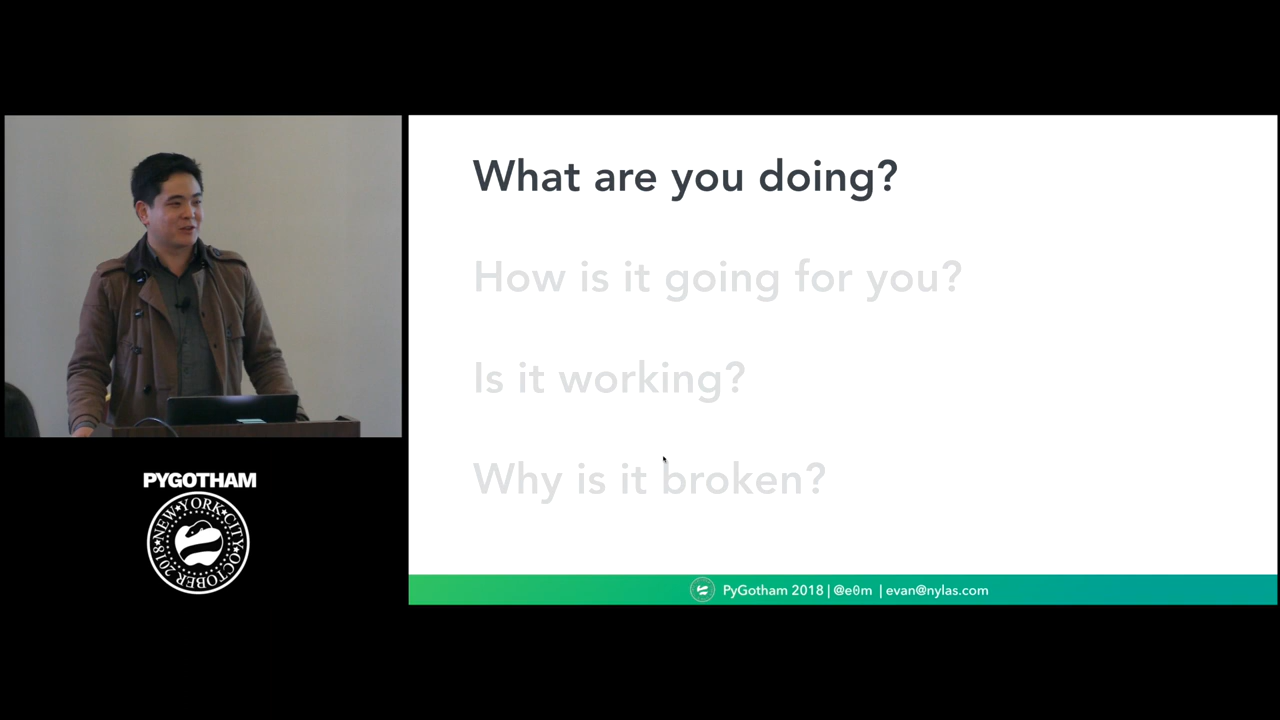 What are you doing?
How is it going for you?
Is it working?
Why is it broken?
PYGOTHAM
NEW YORK CITY OCTOBER 2018
PyGotham 2018 | @e0m | evan@nylas.com